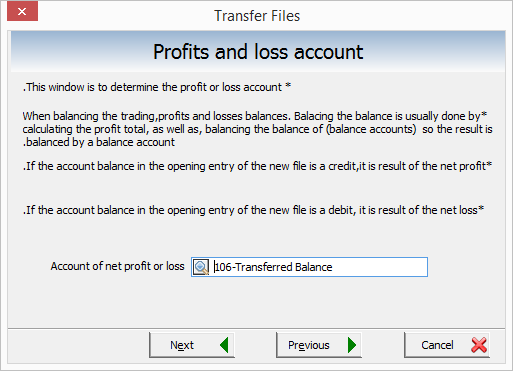 Transfer Files
Profits and loss account
.This window is to determine the profit or loss account *
When balancing the trading,profits and losses balances. Balacing the balance is usually done by*
calculating the profit total, as well as, balancing the balance of (balance accounts)  so the result is
.balanced by a balance account
.If the account balance in the opening entry of the new file is a credit,it is result of the net profit*
.If the account balance in the opening entry of the new file is a debit, it is result of the net loss*
Account of net profit or loss 106-Transferred Balance
Next Previous Cancel